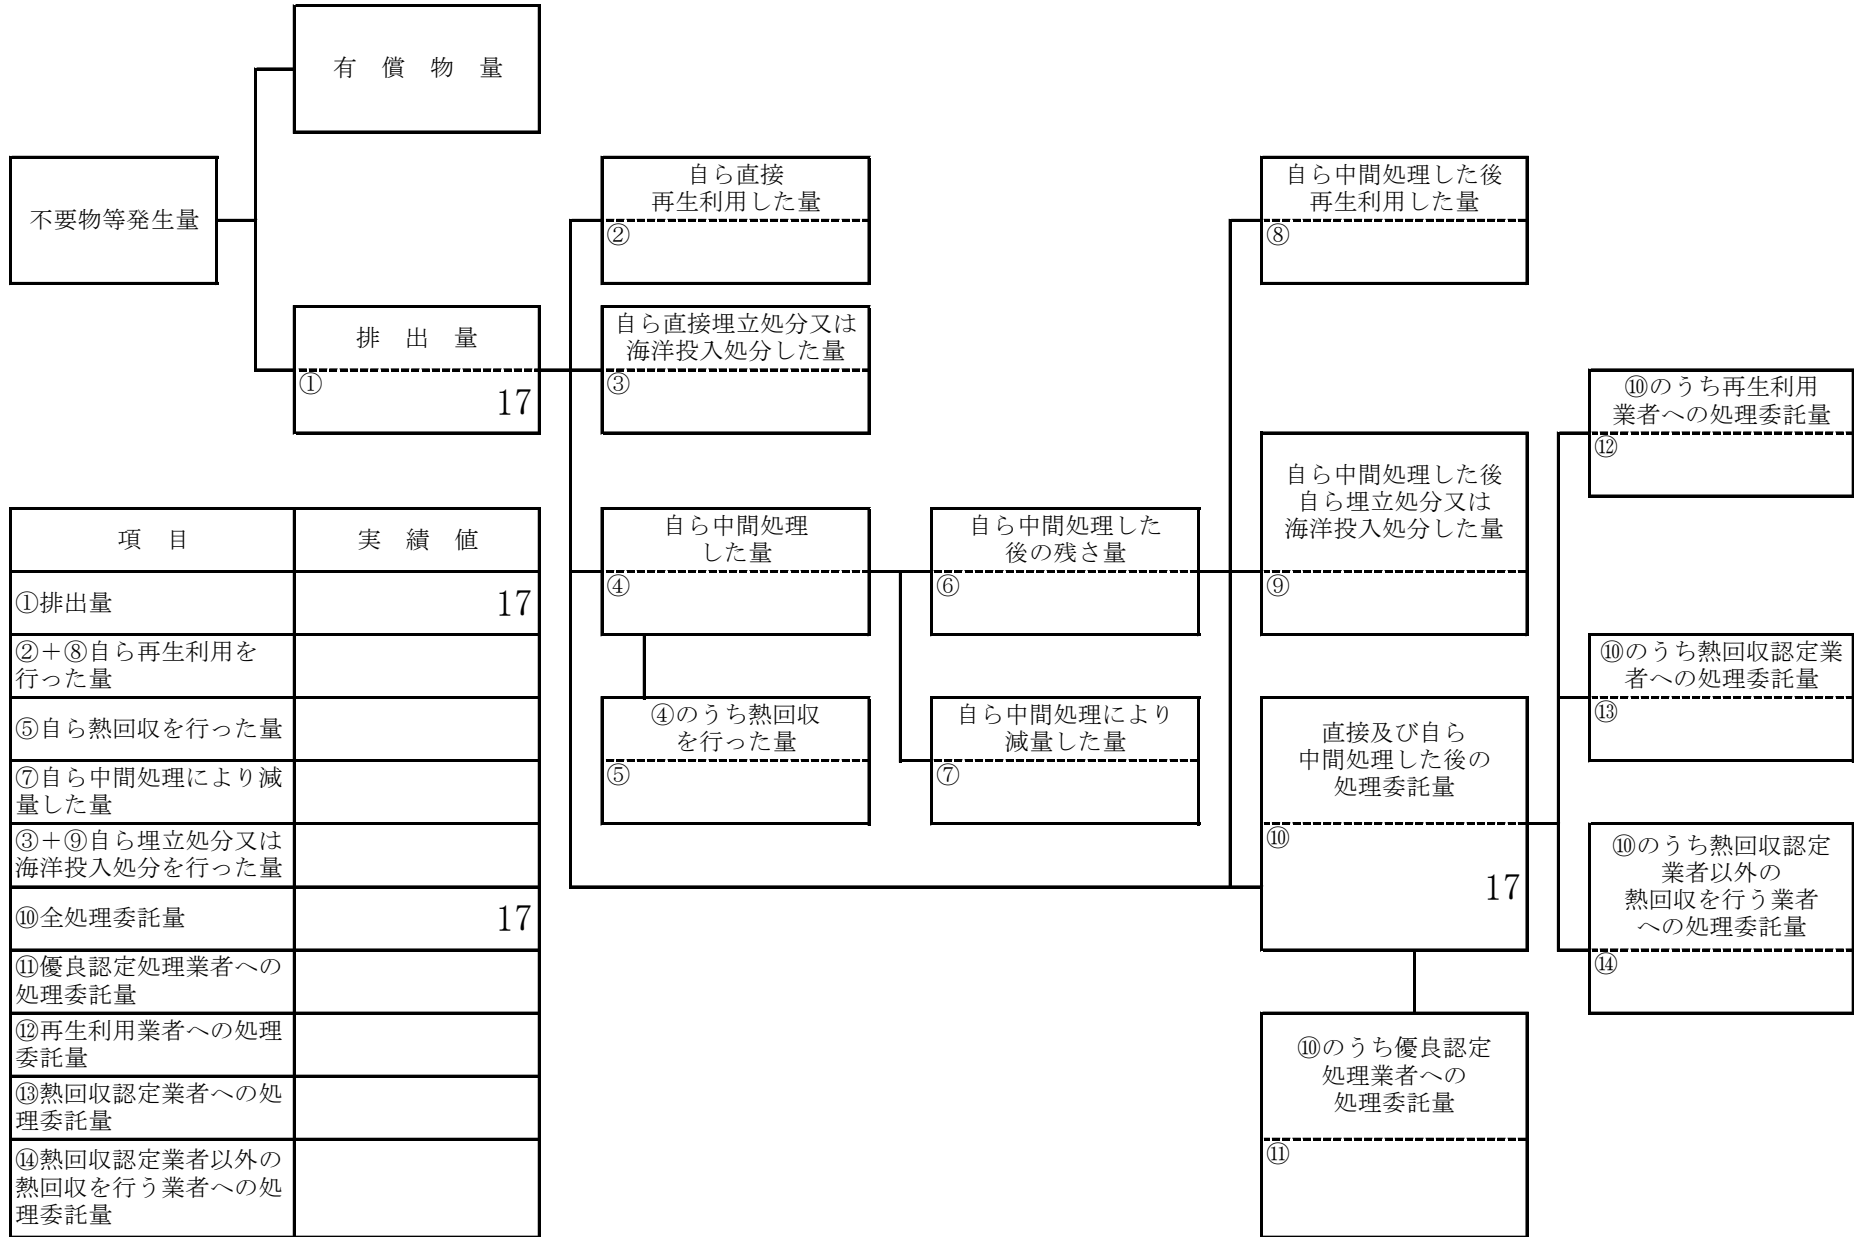 有 償 物 量
不要物等発生量
自ら直接
再生利用した量
②
自ら中間処理した後
再生利用した量
⑧
排 出 量
①
17
自ら直接埋立処分又は
海洋投入処分した量
③
⑩のうち再生利用
業者への処理委託量
⑫
自ら中間処理した後
自ら埋立処分又は
海洋投入処分した量
⑨
自ら中間処理
した量
④
自ら中間処理した
後の残さ量
⑥
④のうち熱回収
を行った量
⑤
自ら中間処理により
減量した量
⑦
⑩のうち熱回収認定業
者への処理委託量
⑬
直接及び自ら
中間処理した後の
処理委託量
⑩
17
⑩のうち熱回収認定
業者以外の
熱回収を行う業者
への処理委託量
⑭
⑩のうち優良認定
処理業者への
処理委託量
⑪
項 目 実 績 値
①排出量 17
②＋⑧自ら再生利用を
行った量
⑤自ら熱回収を行った量
⑦自ら中間処理により減
量した量
③＋⑨自ら埋立処分又は
海洋投入処分を行った量
⑩全処理委託量 17
⑪優良認定処理業者への
処理委託量
⑫再生利用業者への処理
委託量
⑬熱回収認定業者への処
理委託量
⑭熱回収認定業者以外の
熱回収を行う業者への処
理委託量